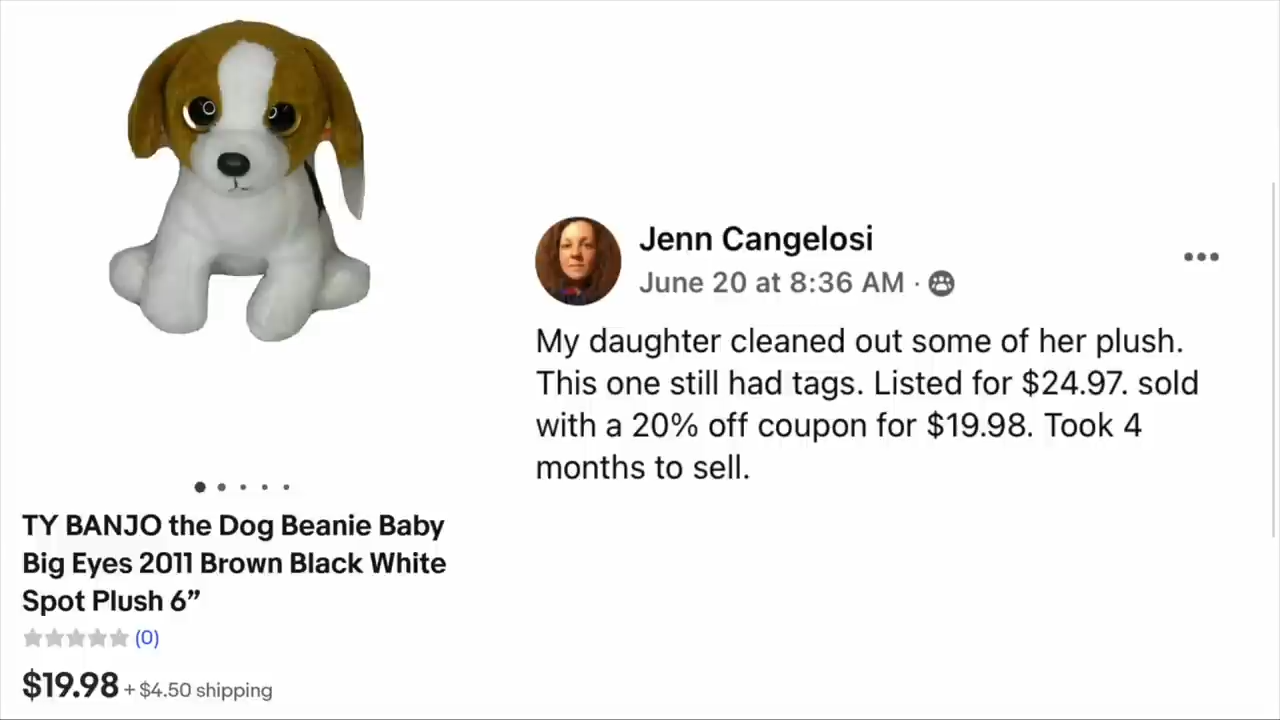 TY BANJO the Dog Beanie Baby
Big Eyes 2011 Brown Black White
Spot Plush 6”
(0)
$19.98 + $4.50 shipping
Jenn Cangelosi
June 20 at 8:36 AM ·
My daughter cleaned out some of her plush.
This one still had tags. Listed for $24.97. sold
with a 20% off coupon for $19.98. Took 4
months to sell.